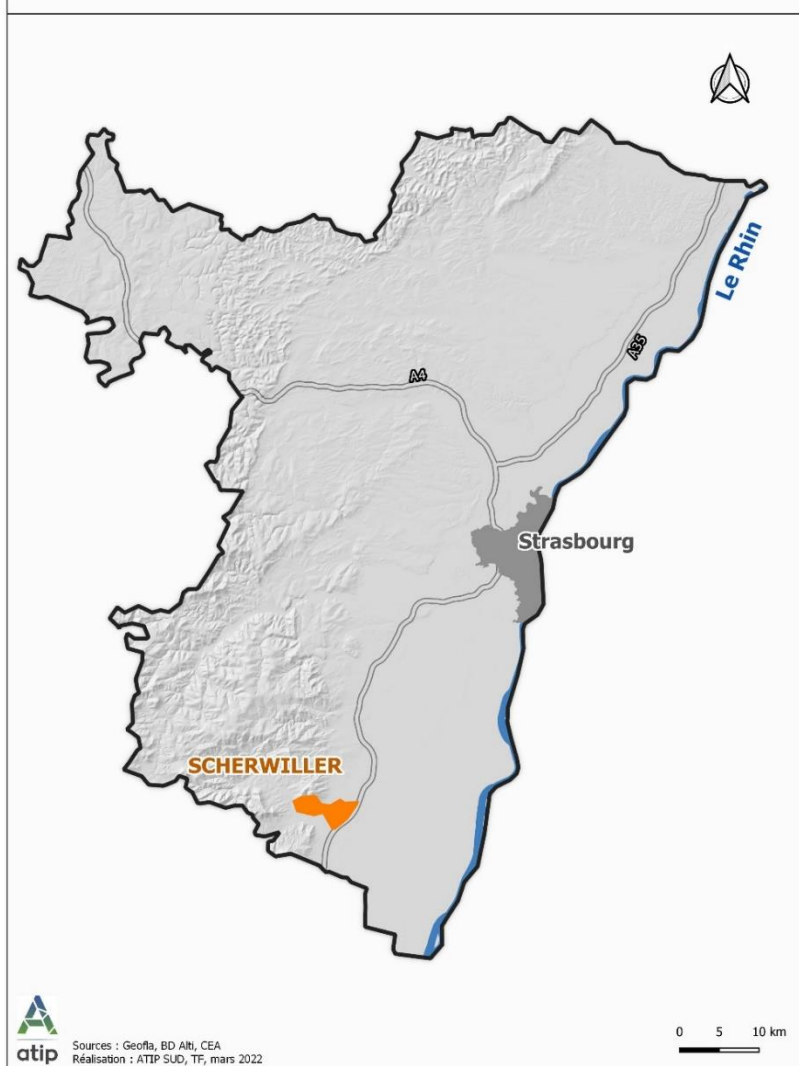 Le Rhin
A35
A4
Strasbourg
SCHERWILLER
atip
Sources : Geofla, BD Alti, CEA
Réalisation : ATIP SUD, TF, mars 2022
0 5 10 km